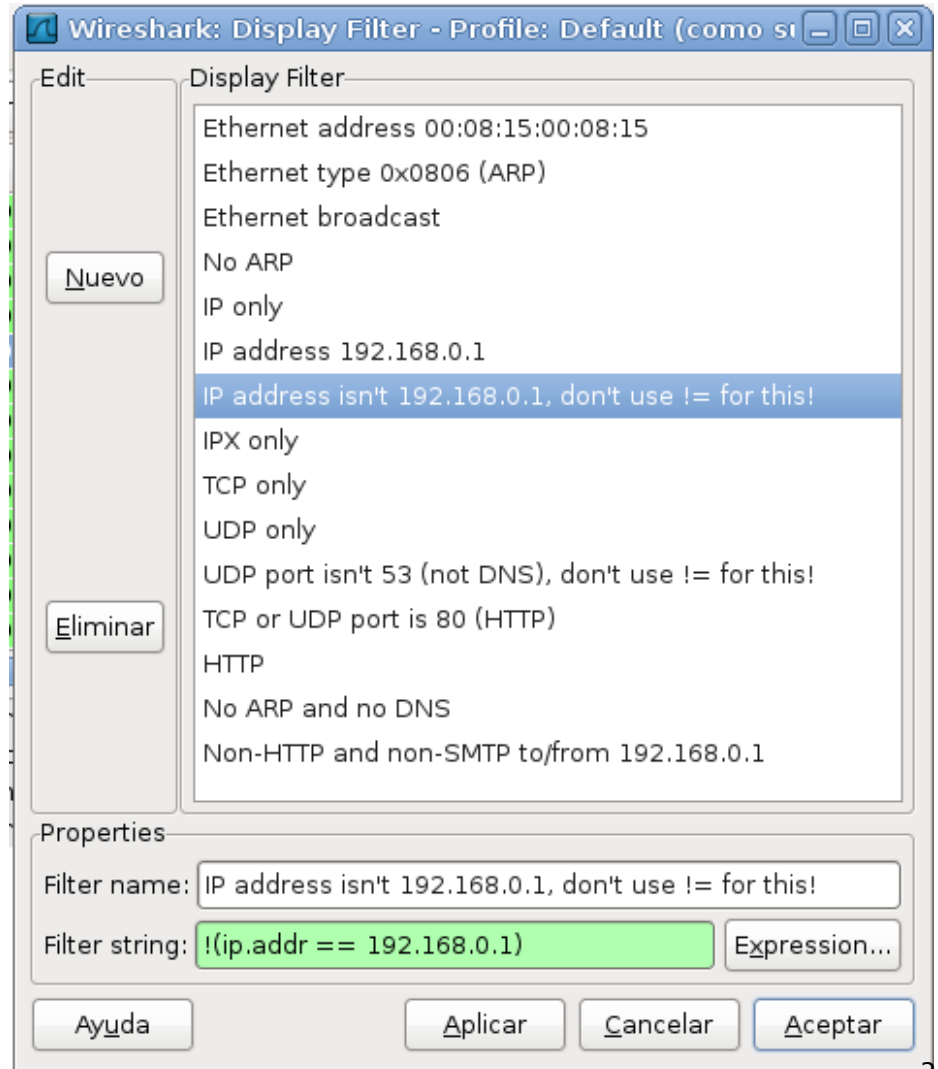 Wireshark: Display Filter - Profile: Default (como su
Edit
Display Filter
Ethernet address 00:08:15:00:08:15
Ethernet type 0x0806 (ARP)
Ethernet broadcast
No ARP
IP only
IP address 192.168.0.1
IP address isn't 192.168.0.1, don't use != for this!
IPX only
TCP only
UDP only
UDP port isn't 53 (not DNS), don't use != for this!
TCP or UDP port is 80 (HTTP)
HTTP
No ARP and no DNS
Non-HTTP and non-SMTP to/from 192.168.0.1
Nuevo
Eliminar
Properties
Filter name: IP address isn't 192.168.0.1, don't use != for this!
Filter string: !(ip.addr == 192.168.0.1) Expression...
Ayuda Aplicar Cancelar Aceptar